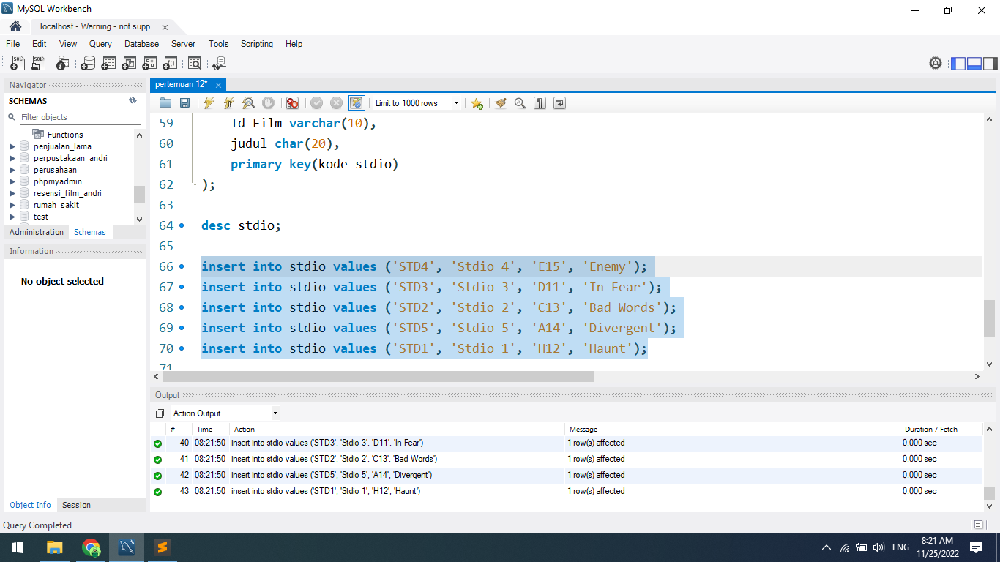 MySQL Workbench
localhost - Warning - not supp...
File Edit View Query Database Server Tools Scripting Help
Navigator
SCHEMAS
Filter objects
Functions
penjualan_lama
perpustakaan_andri
perusahaan
phpmyadmin
resensi_film_andri
rumah_sakit
test
Administration Schemas
Information
No object selected
Object Info Session
pertemuan 12*
Limit to 1000 rows
59 Id_Film varchar(10),
60 judul char(20),
61 primary key(kode_stdio)
62 );
63
64 desc stdio;
65
66 insert into stdio values ('STD4', 'Stdio 4', 'E15', 'Enemy');
67 insert into stdio values ('STD3', 'Stdio 3', 'D11', 'In Fear');
68 insert into stdio values ('STD2', 'Stdio 2', 'C13', 'Bad Words');
69 insert into stdio values ('STD5', 'Stdio 5', 'A14', 'Divergent');
70 insert into stdio values ('STD1', 'Stdio 1', 'H12', 'Haunt');
71
Output
Action Output
# Time Action Message Duration / Fetch
40 08:21:50 insert into stdio values ('STD3', 'Stdio 3', 'D11', 'In Fear') 1 row(s) affected 0.000 sec
41 08:21:50 insert into stdio values ('STD2', 'Stdio 2', 'C13', 'Bad Words') 1 row(s) affected 0.000 sec
42 08:21:50 insert into stdio values ('STD5', 'Stdio 5', 'A14', 'Divergent') 1 row(s) affected 0.000 sec
43 08:21:50 insert into stdio values ('STD1', 'Stdio 1', 'H12', 'Haunt') 1 row(s) affected 0.000 sec
Query Completed
ENG
8:21 AM
11/25/2022